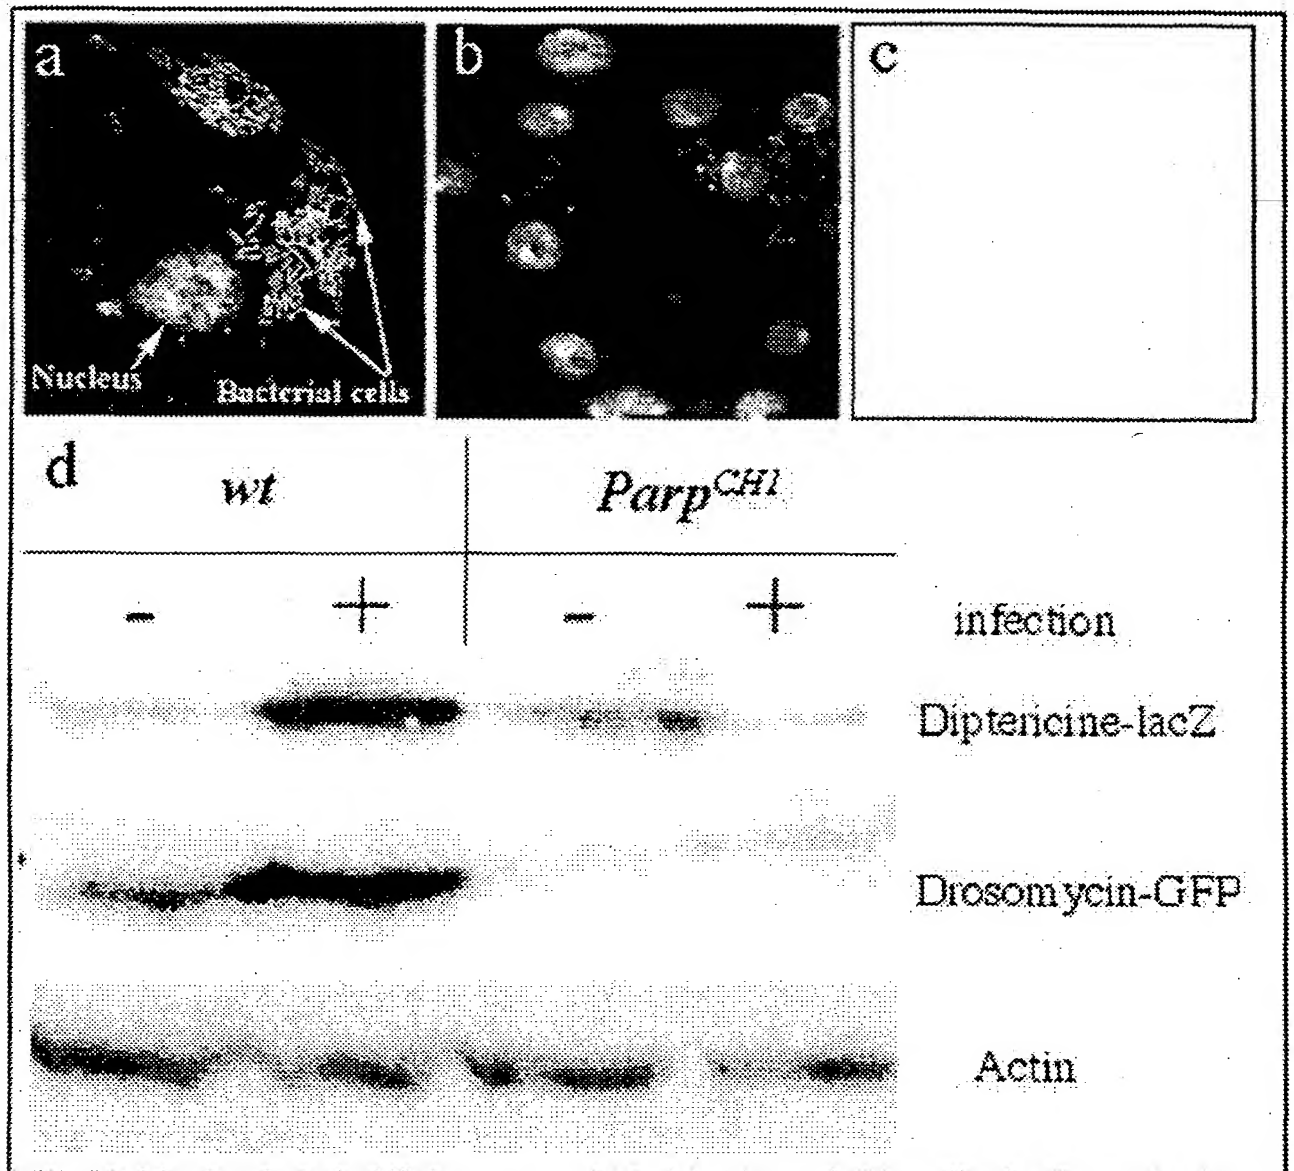 a b c
Nucleus
Bacterial cells
d wt Parp^CH1
- + - + infection
Diptericine-lacZ
Drosomycin-GFP
Actin